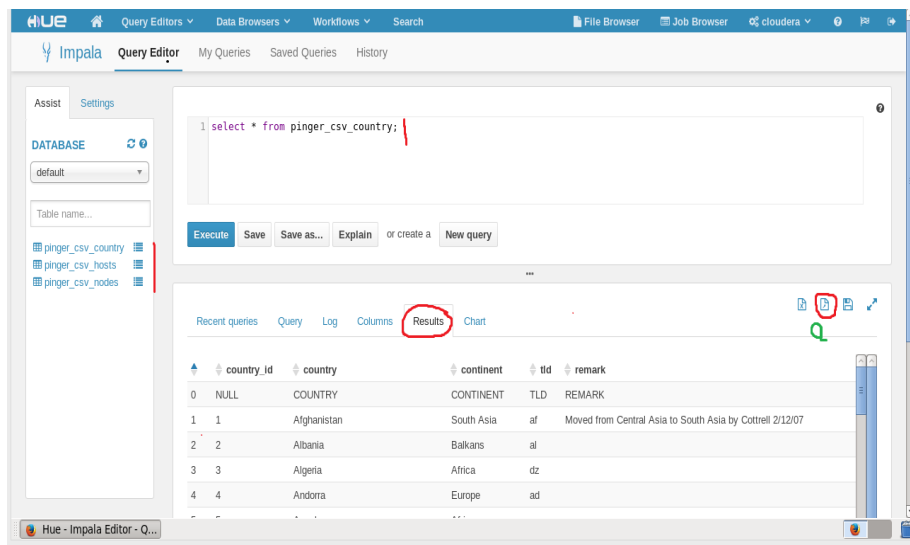 HUE Query Editors Data Browsers Workflows Search File Browser Job Browser cloudera
Impala Query Editor My Queries Saved Queries History
Assist Settings
DATABASE
default
Table name...
pinger_csv_country
pinger_csv_hosts
pinger_csv_nodes
1 select * from pinger_csv_country;
Execute Save Save as... Explain or create a New query
Recent queries Query Log Columns Results Chart
a
country_id country continent tld remark
0 NULL COUNTRY CONTINENT TLD REMARK
1 1 Afghanistan South Asia af Moved from Central Asia to South Asia by Cottrell 2/12/07
2 2 Albania Balkans al
3 3 Algeria Africa dz
4 4 Andorra Europe ad
Hue - Impala Editor - Q...